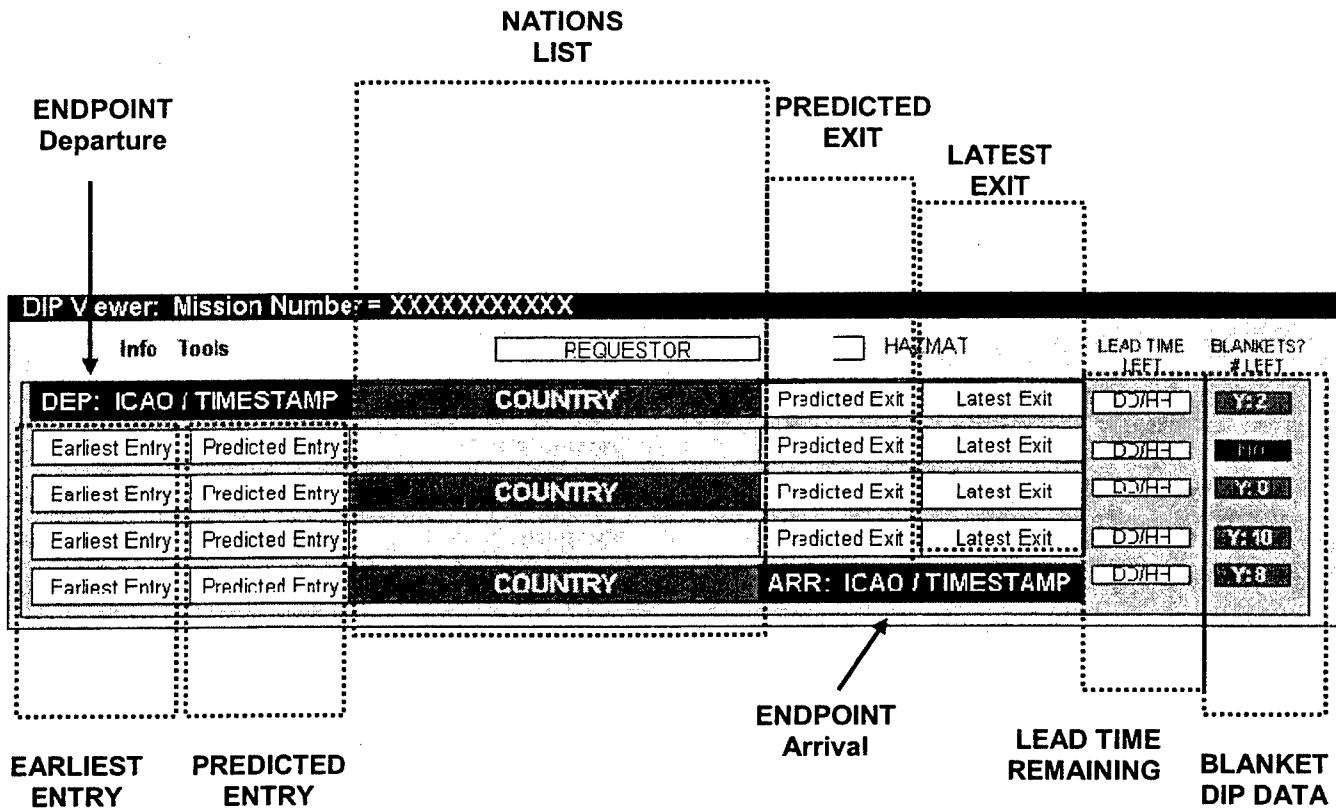 NATIONS
LIST
ENDPOINT
Departure
PREDICTED
EXIT
LATEST
EXIT
DIP Viewer: Mission Number = XXXXXXXXXXX
Info Tools REQUESTOR HAZMAT LEAD TIME LEFT BLANKETS? # LEFT
DEP: ICAO / TIMESTAMP COUNTRY Predicted Exit Latest Exit DD/HH Y: 2
Earliest Entry Predicted Entry Predicted Exit Latest Exit DD/HH NO
Earliest Entry Predicted Entry COUNTRY Predicted Exit Latest Exit DD/HH Y: 0
Earliest Entry Predicted Entry Predicted Exit Latest Exit DD/HH Y: 10
Earliest Entry Predicted Entry COUNTRY ARR: ICAO / TIMESTAMP DD/HH Y: 8
ENDPOINT
Arrival
EARLIEST
ENTRY
PREDICTED
ENTRY
LEAD TIME
REMAINING
BLANKET
DIP DATA